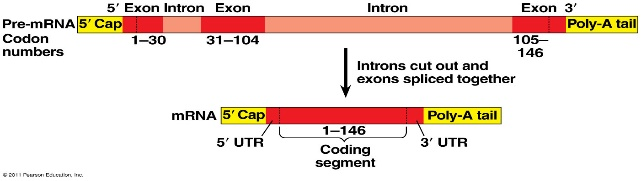 5′ Exon Intron Exon Intron Exon 3′
Pre-mRNA 5′ Cap Poly-A tail
Codon numbers 1–30 31–104 105–146
Introns cut out and
exons spliced together
mRNA 5′ Cap Poly-A tail
1–146
5′ UTR 3′ UTR
Coding
segment
© 2011 Pearson Education, Inc.